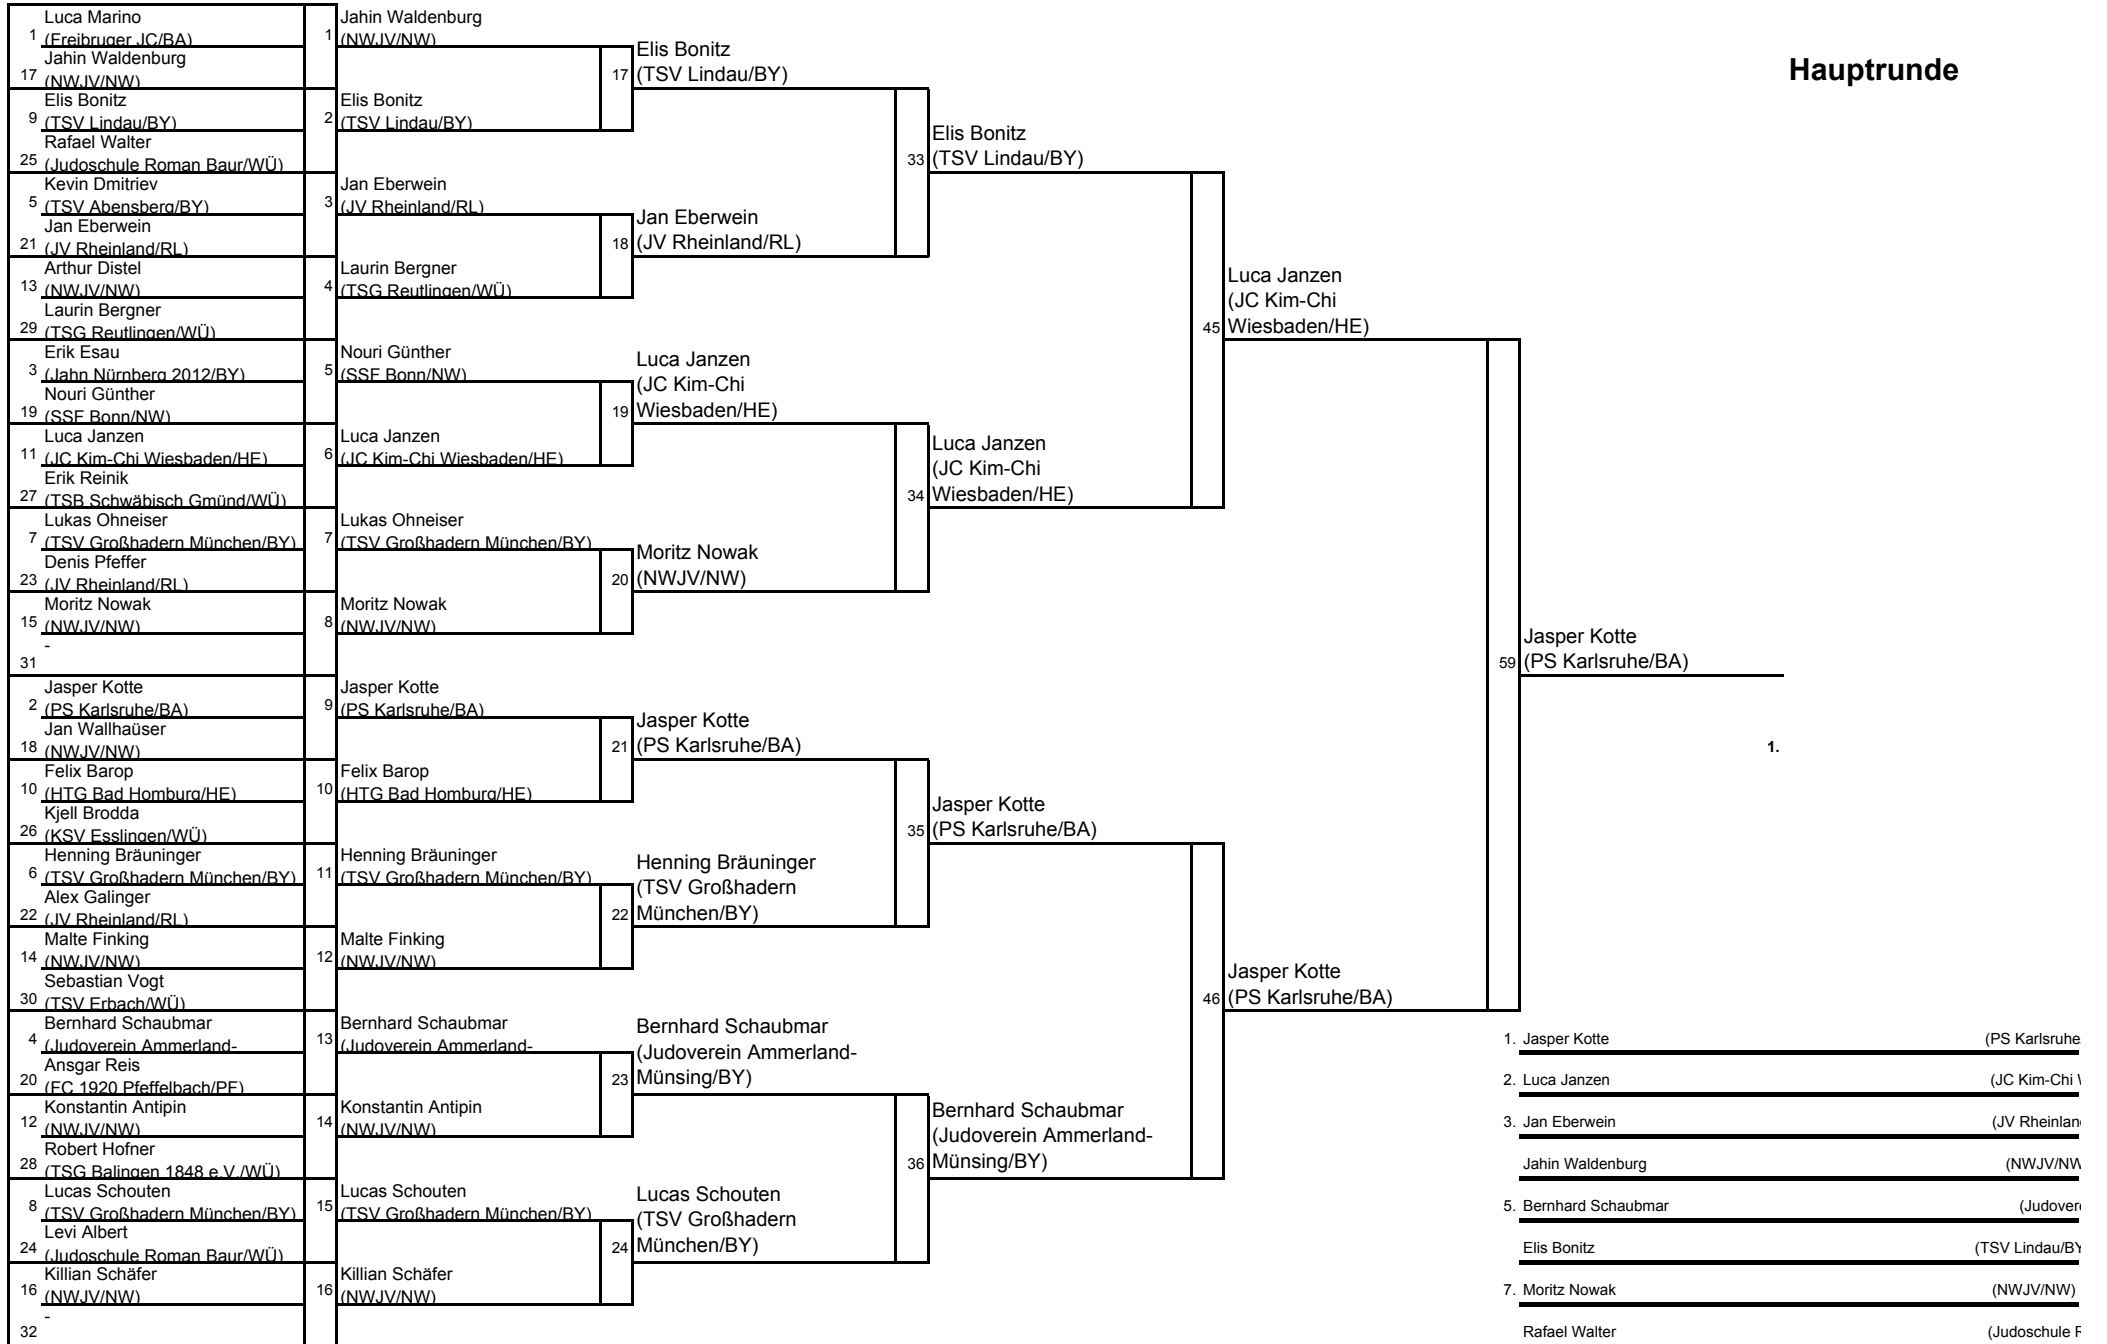 Hauptrunde
Luca Marino
1 (Freibruger JC/BA)
Jahin Waldenburg
17 (NWJV/NW)
Elis Bonitz
9 (TSV Lindau/BY)
Rafael Walter
25 (Judoschule Roman Baur/WÜ)
Kevin Dmitriev
5 (TSV Abensberg/BY)
Jan Eberwein
21 (JV Rheinland/RL)
Arthur Distel
13 (NWJV/NW)
Laurin Bergner
29 (TSG Reutlingen/WÜ)
Erik Esau
3 (Jahn Nürnberg 2012/BY)
Nouri Günther
19 (SSF Bonn/NW)
Luca Janzen
11 (JC Kim-Chi Wiesbaden/HE)
Erik Reinik
27 (TSB Schwäbisch Gmünd/WÜ)
Lukas Ohneiser
7 (TSV Großhadern München/BY)
Denis Pfeffer
23 (JV Rheinland/RL)
Moritz Nowak
15 (NWJV/NW)
-
31
Jasper Kotte
2 (PS Karlsruhe/BA)
Jan Wallhaüser
18 (NWJV/NW)
Felix Barop
10 (HTG Bad Homburg/HE)
Kjell Brodda
26 (KSV Esslingen/WÜ)
Henning Bräuninger
6 (TSV Großhadern München/BY)
Alex Galinger
22 (JV Rheinland/RL)
Malte Finking
14 (NWJV/NW)
Sebastian Vogt
30 (TSV Erbach/WÜ)
Bernhard Schaubmar
4 (Judoverein Ammerland-
Ansgar Reis
20 (FC 1920 Pfeffelbach/PF)
Konstantin Antipin
12 (NWJV/NW)
Robert Hofner
28 (TSG Balingen 1848 e.V./WÜ)
Lucas Schouten
8 (TSV Großhadern München/BY)
Levi Albert
24 (Judoschule Roman Baur/WÜ)
Killian Schäfer
16 (NWJV/NW)
-
32
Jahin Waldenburg
1 (NWJV/NW)
Elis Bonitz
2 (TSV Lindau/BY)
Jan Eberwein
3 (JV Rheinland/RL)
Laurin Bergner
4 (TSG Reutlingen/WÜ)
Nouri Günther
5 (SSF Bonn/NW)
Luca Janzen
6 (JC Kim-Chi Wiesbaden/HE)
Lukas Ohneiser
7 (TSV Großhadern München/BY)
Moritz Nowak
8 (NWJV/NW)
Jasper Kotte
9 (PS Karlsruhe/BA)
Felix Barop
10 (HTG Bad Homburg/HE)
Henning Bräuninger
11 (TSV Großhadern München/BY)
Malte Finking
12 (NWJV/NW)
Bernhard Schaubmar
13 (Judoverein Ammerland-
Konstantin Antipin
14 (NWJV/NW)
Lucas Schouten
15 (TSV Großhadern München/BY)
Killian Schäfer
16 (NWJV/NW)
Elis Bonitz
17 (TSV Lindau/BY)
Jan Eberwein
18 (JV Rheinland/RL)
Luca Janzen
(JC Kim-Chi
19 Wiesbaden/HE)
Moritz Nowak
20 (NWJV/NW)
Jasper Kotte
21 (PS Karlsruhe/BA)
Henning Bräuninger
(TSV Großhadern
22 München/BY)
Bernhard Schaubmar
(Judoverein Ammerland-
23 Münsing/BY)
Lucas Schouten
(TSV Großhadern
24 München/BY)
Elis Bonitz
33 (TSV Lindau/BY)
Luca Janzen
(JC Kim-Chi
34 Wiesbaden/HE)
Jasper Kotte
35 (PS Karlsruhe/BA)
Bernhard Schaubmar
(Judoverein Ammerland-
36 Münsing/BY)
Luca Janzen
(JC Kim-Chi
45 Wiesbaden/HE)
Jasper Kotte
46 (PS Karlsruhe/BA)
Jasper Kotte
59 (PS Karlsruhe/BA)
1.
1. Jasper Kotte (PS Karlsruhe
2. Luca Janzen (JC Kim-Chi
3. Jan Eberwein (JV Rheinlan
Jahin Waldenburg (NWJV/NW
5. Bernhard Schaubmar (Judover
Elis Bonitz (TSV Lindau/BY
7. Moritz Nowak (NWJV/NW)
Rafael Walter (Judoschule